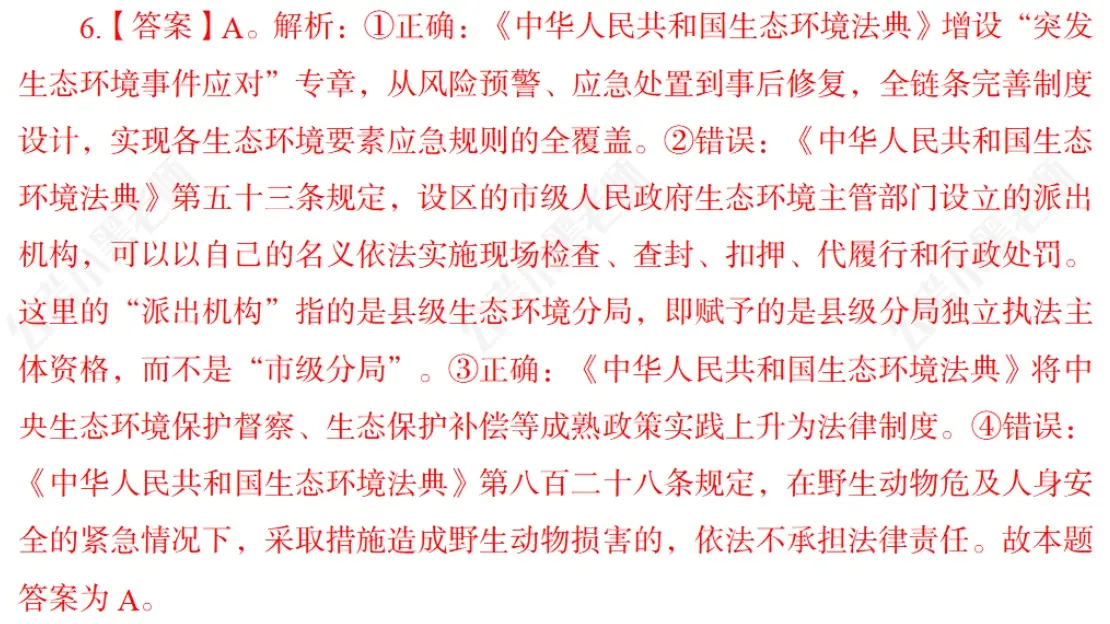 6.【答案】A。解析：①正确：《中华人民共和国生态环境法典》增设“突发
生态环境事件应对”专章，从风险预警、应急处置到事后修复，全链条完善制度
设计，实现各生态环境要素应急规则的全覆盖。②错误：《中华人民共和国生态
环境法典》第五十三条规定，设区的市级人民政府生态环境主管部门设立的派出
机构，可以以自己的名义依法实施现场检查、查封、扣押、代履行和行政处罚。
这里的“派出机构”指的是县级生态环境分局，即赋予的是县级分局独立执法主
体资格，而不是“市级分局”。③正确：《中华人民共和国生态环境法典》将中
央生态环境保护督察、生态保护补偿等成熟政策实践上升为法律制度。④错误：
《中华人民共和国生态环境法典》第八百二十八条规定，在野生动物危及人身安
全的紧急情况下，采取措施造成野生动物损害的，依法不承担法律责任。故本题
答案为 A。